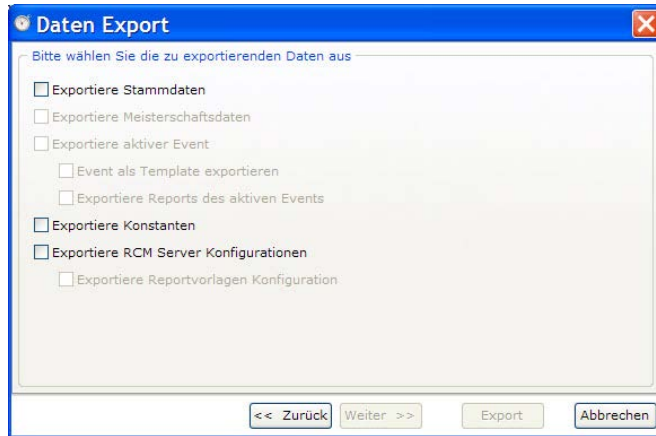 Daten Export
Bitte wählen Sie die zu exportierenden Daten aus
Exportiere Stammdaten
Exportiere Meisterschaftsdaten
Exportiere aktiver Event
Event als Template exportieren
Exportiere Reports des aktiven Events
Exportiere Konstanten
Exportiere RCM Server Konfigurationen
Exportiere Reportvorlagen Konfiguration
<< Zurück Weiter >> Export Abbrechen